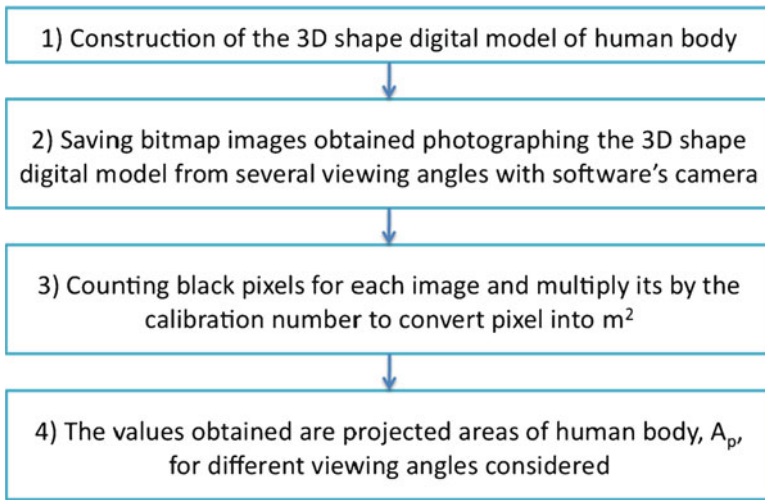 1) Construction of the 3D shape digital model of human body
2) Saving bitmap images obtained photographing the 3D shape
digital model from several viewing angles with software's camera
3) Counting black pixels for each image and multiply its by the
calibration number to convert pixel into m²
4) The values obtained are projected areas of human body, Aₚ,
for different viewing angles considered